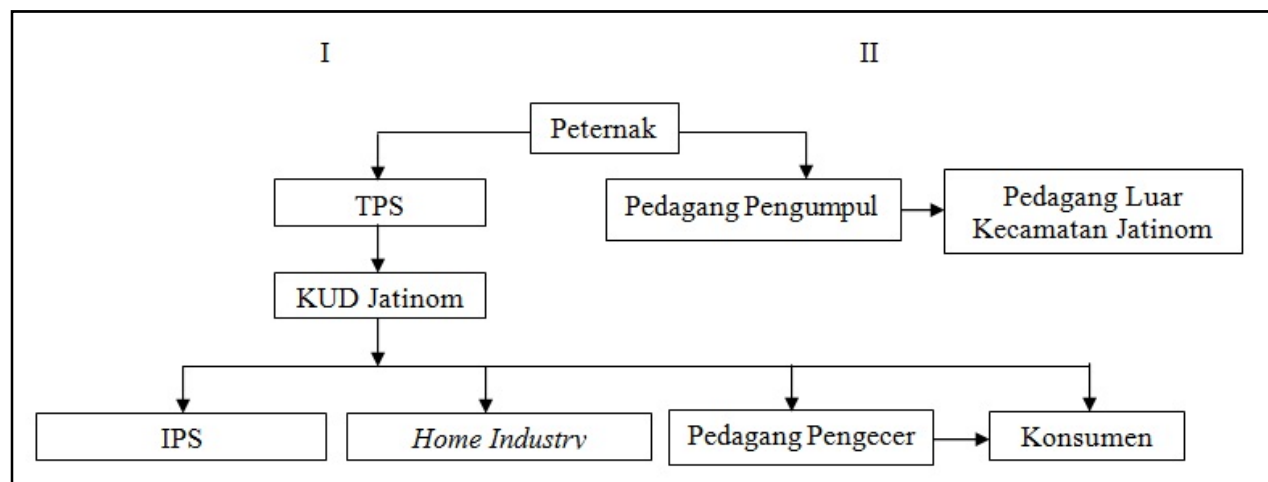 I
II
Peternak
TPS
Pedagang Pengumpul
Pedagang Luar
Kecamatan Jatinom
KUD Jatinom
IPS
Home Industry
Pedagang Pengecer
Konsumen